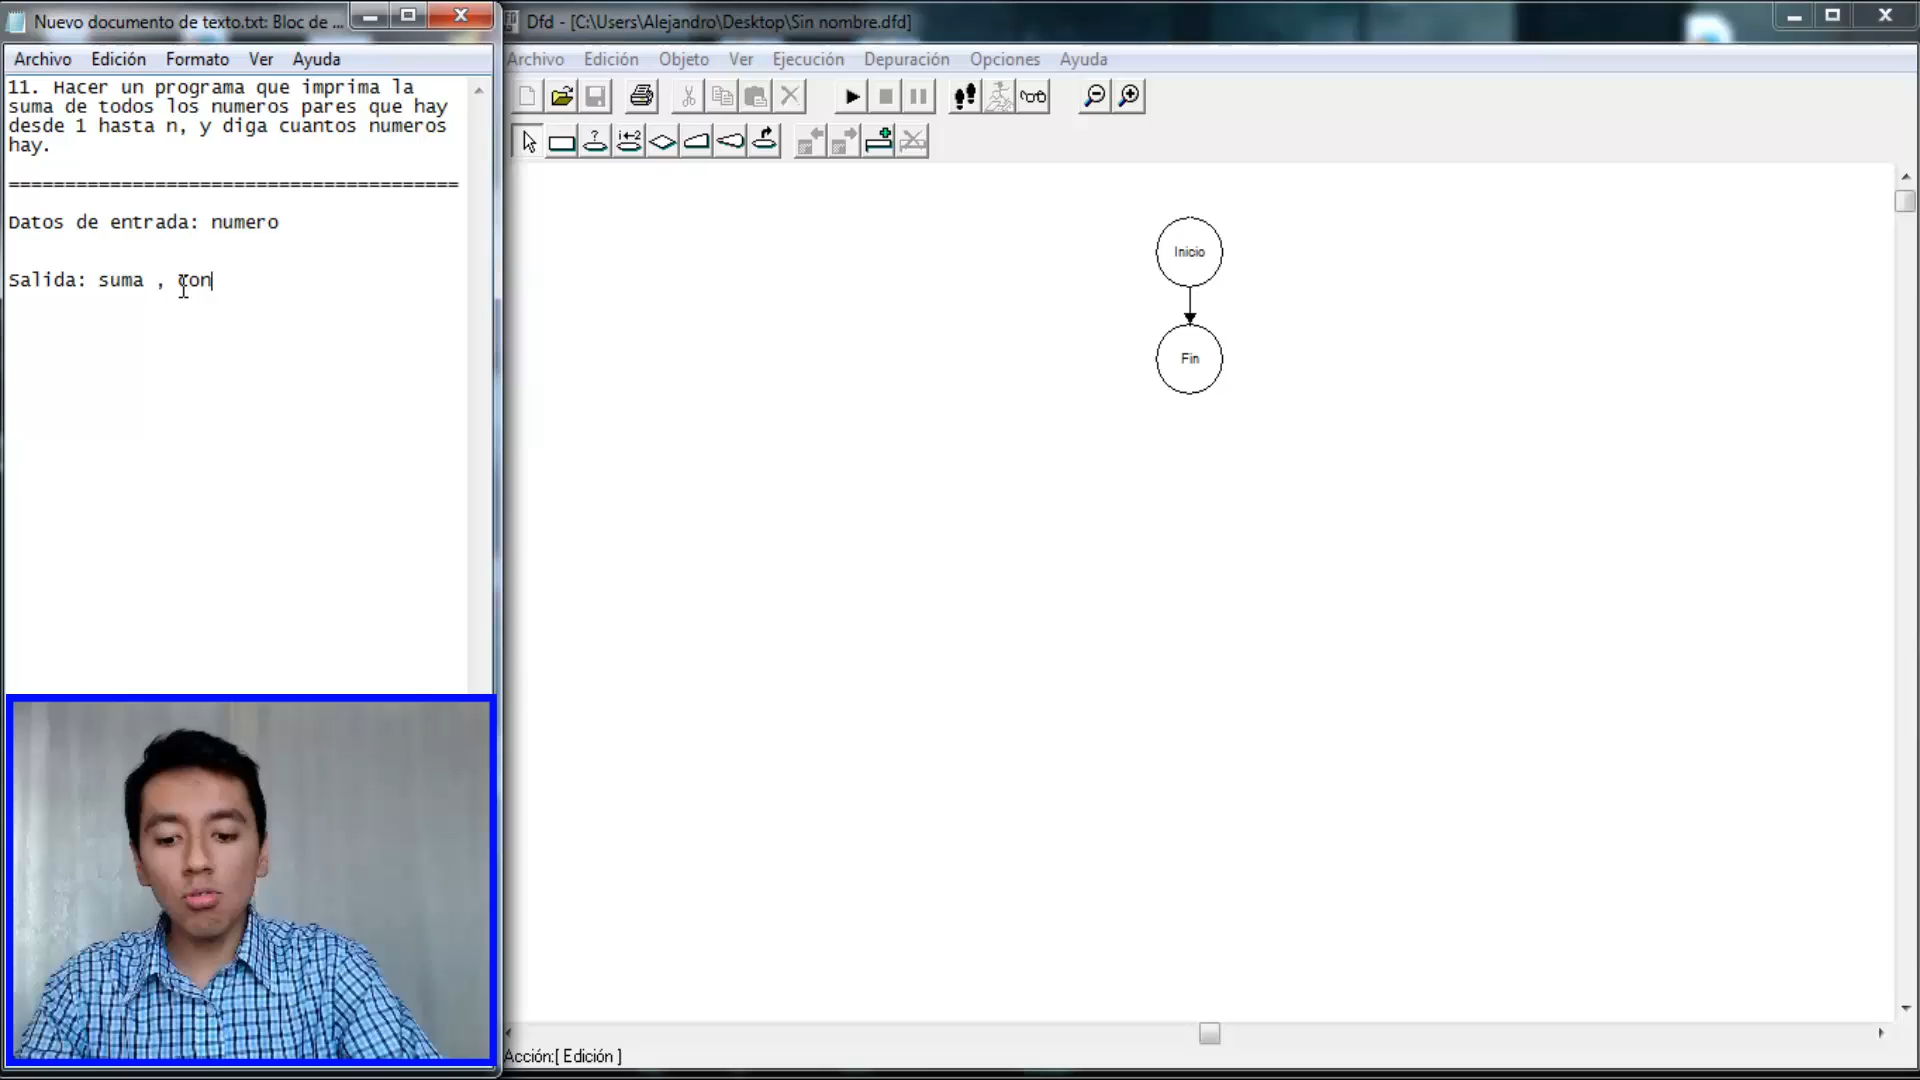 Nuevo documento de texto.txt: Bloc de ...
Archivo Edición Formato Ver Ayuda
11. Hacer un programa que imprima la
suma de todos los numeros pares que hay
desde 1 hasta n, y diga cuantos numeros
hay.
========================================
Datos de entrada: numero
Salida: suma , con
Dfd - [C:\Users\Alejandro\Desktop\Sin nombre.dfd]
Archivo Edición Objeto Ver Ejecución Depuración Opciones Ayuda
Inicio
Fin
Acción:[ Edición ]